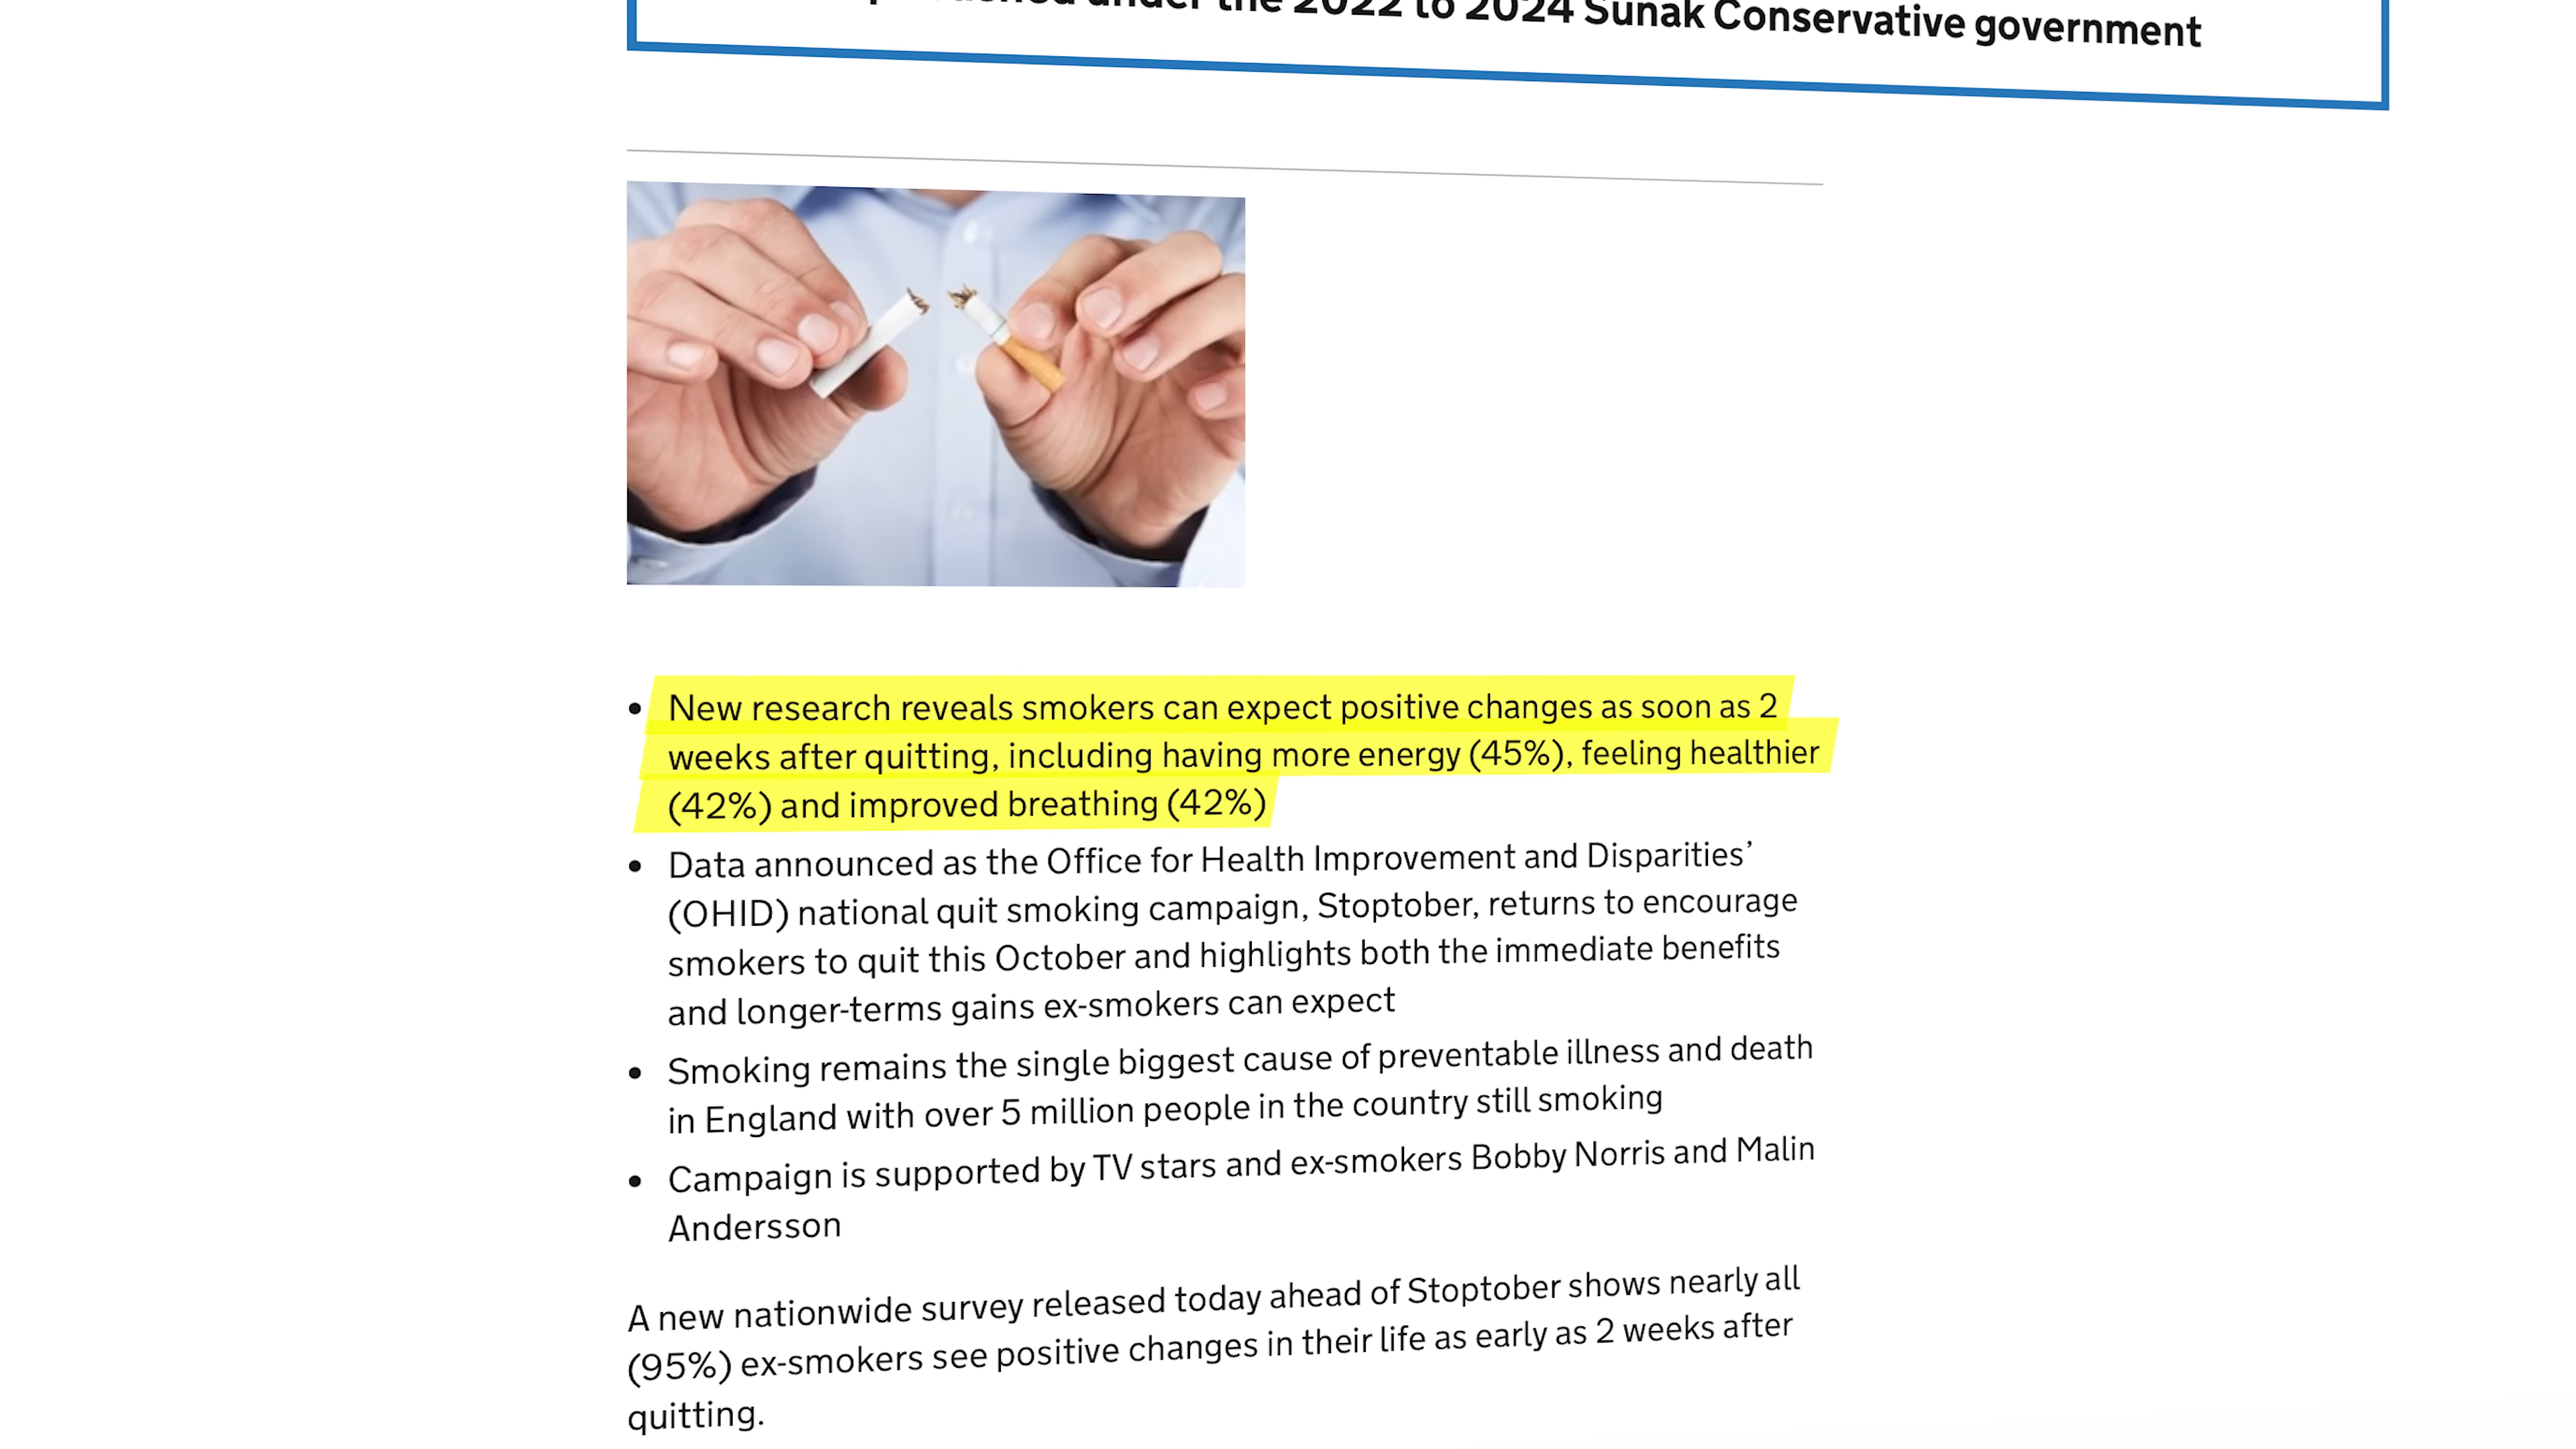 under the 2022 to 2024 Sunak Conservative government
• New research reveals smokers can expect positive changes as soon as 2
weeks after quitting, including having more energy (45%), feeling healthier
(42%) and improved breathing (42%)
• Data announced as the Office for Health Improvement and Disparities’
(OHID) national quit smoking campaign, Stoptober, returns to encourage
smokers to quit this October and highlights both the immediate benefits
and longer-terms gains ex-smokers can expect
• Smoking remains the single biggest cause of preventable illness and death
in England with over 5 million people in the country still smoking
• Campaign is supported by TV stars and ex-smokers Bobby Norris and Malin
Andersson
A new nationwide survey released today ahead of Stoptober shows nearly all
(95%) ex-smokers see positive changes in their life as early as 2 weeks after
quitting.